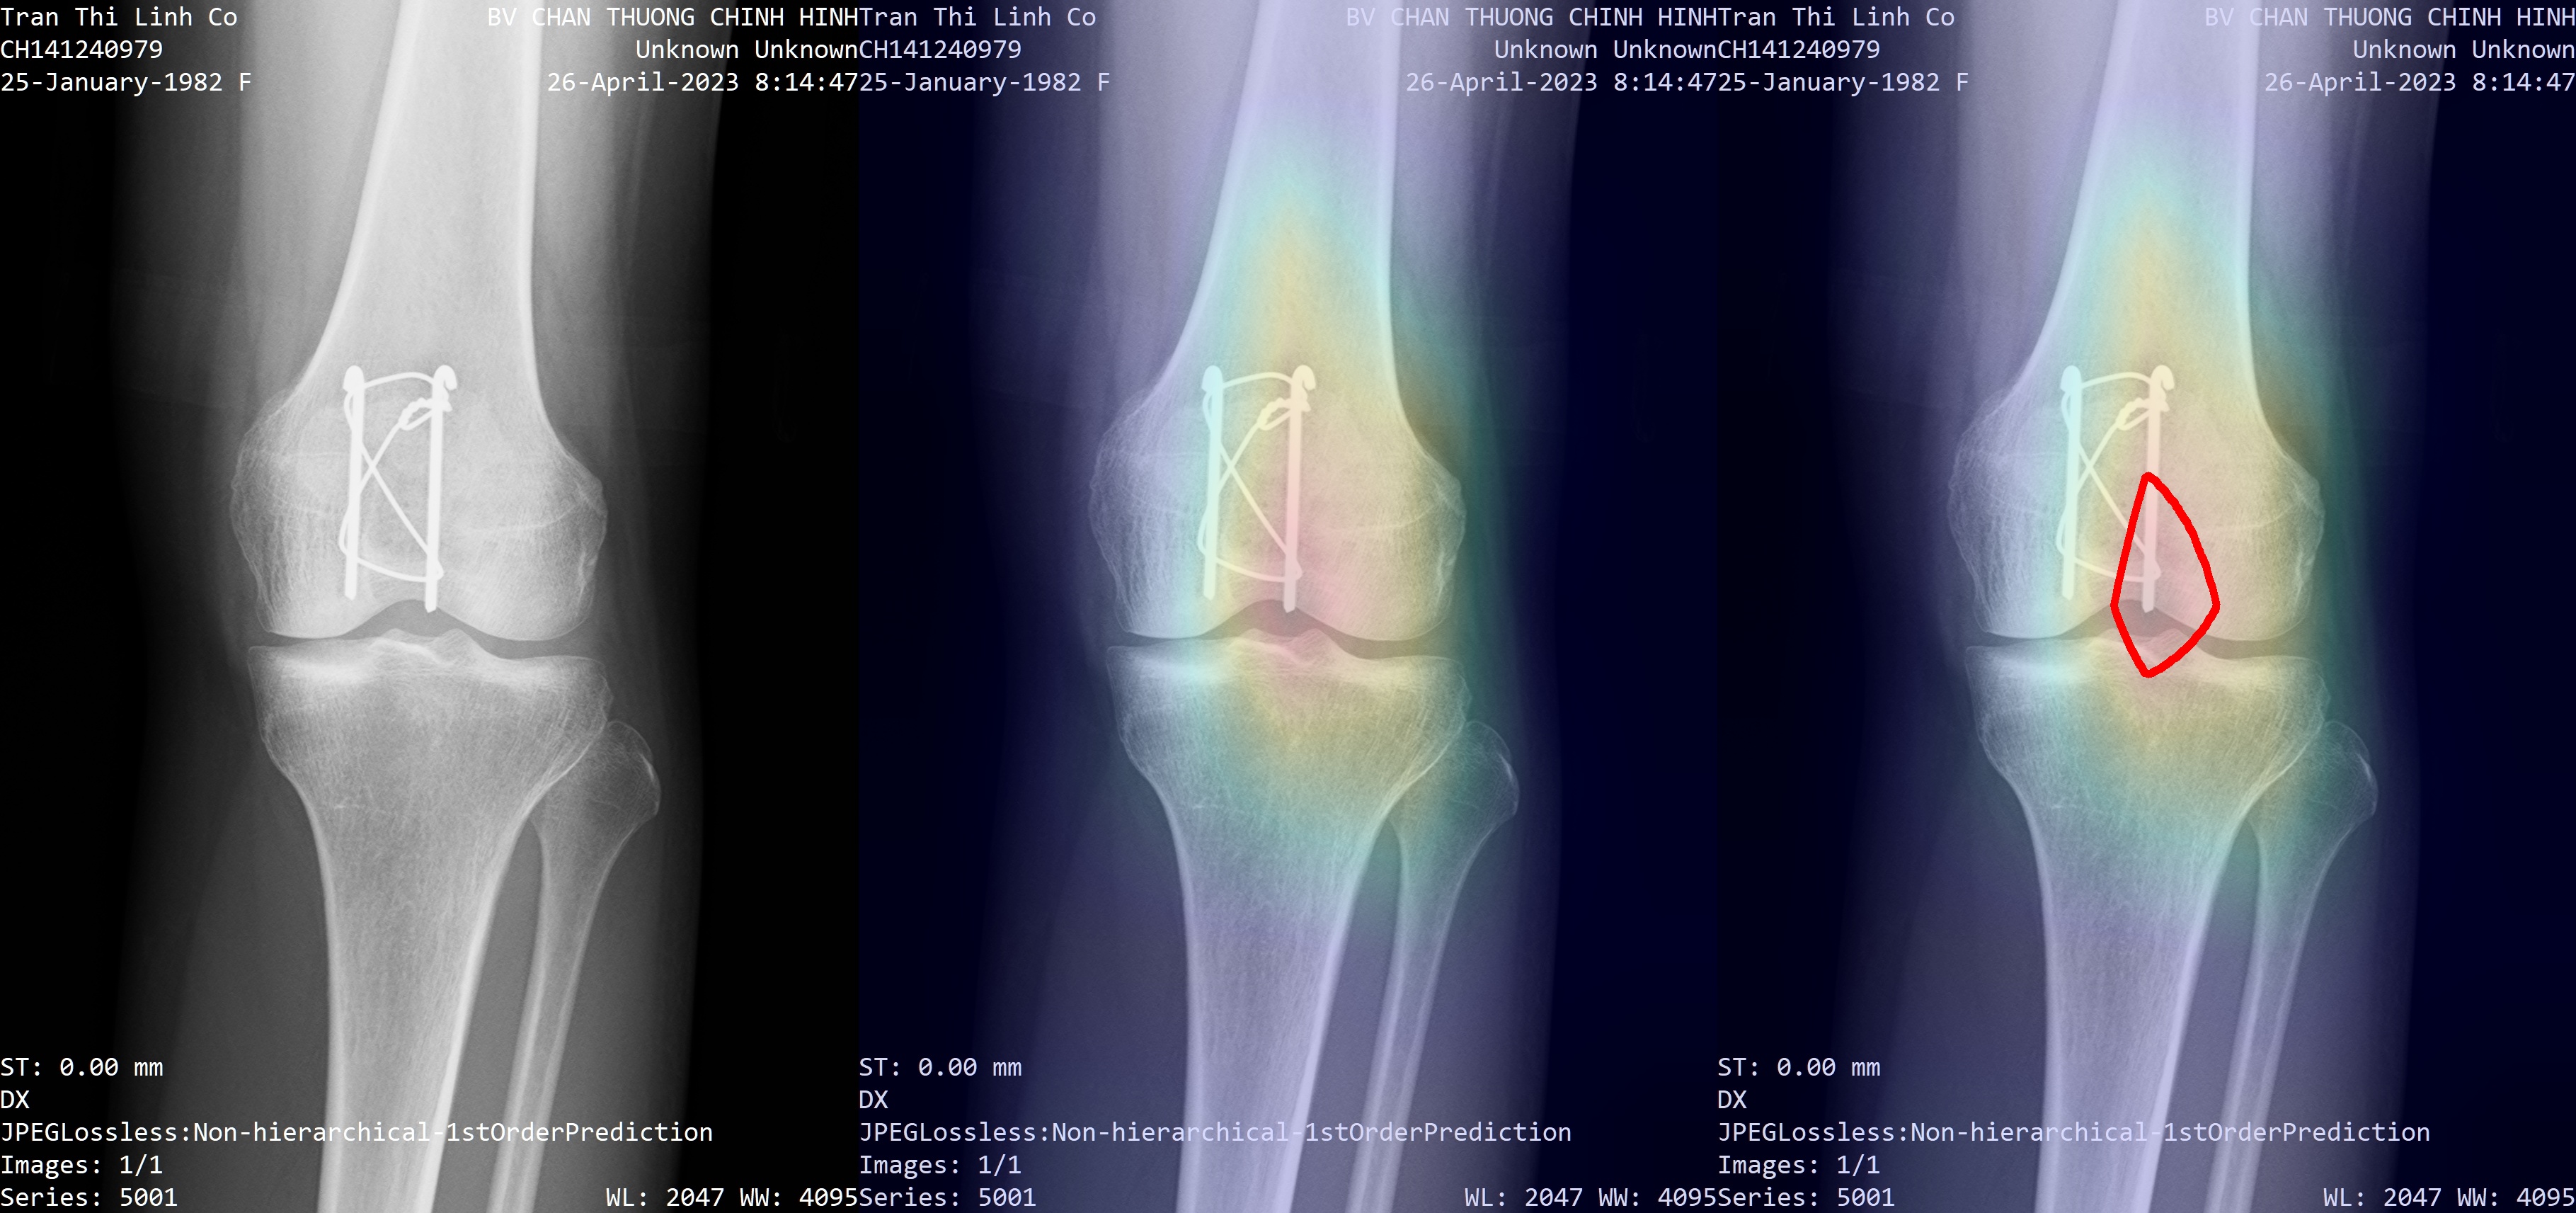 Tran Thi Linh Co
CH141240979
25-January-1982 F
BV CHAN THUONG CHINH HINH
Unknown Unknown
26-April-2023 8:14:47
ST: 0.00 mm
DX
JPEGLossless:Non-hierarchical-1stOrderPrediction
Images: 1/1
Series: 5001
WL: 2047 WW: 4095
Tran Thi Linh Co
CH141240979
25-January-1982 F
BV CHAN THUONG CHINH HINH
Unknown Unknown
26-April-2023 8:14:47
ST: 0.00 mm
DX
JPEGLossless:Non-hierarchical-1stOrderPrediction
Images: 1/1
Series: 5001
WL: 2047 WW: 4095
Tran Thi Linh Co
CH141240979
25-January-1982 F
BV CHAN THUONG CHINH HINH
Unknown Unknown
26-April-2023 8:14:47
ST: 0.00 mm
DX
JPEGLossless:Non-hierarchical-1stOrderPrediction
Images: 1/1
Series: 5001
WL: 2047 WW: 4095